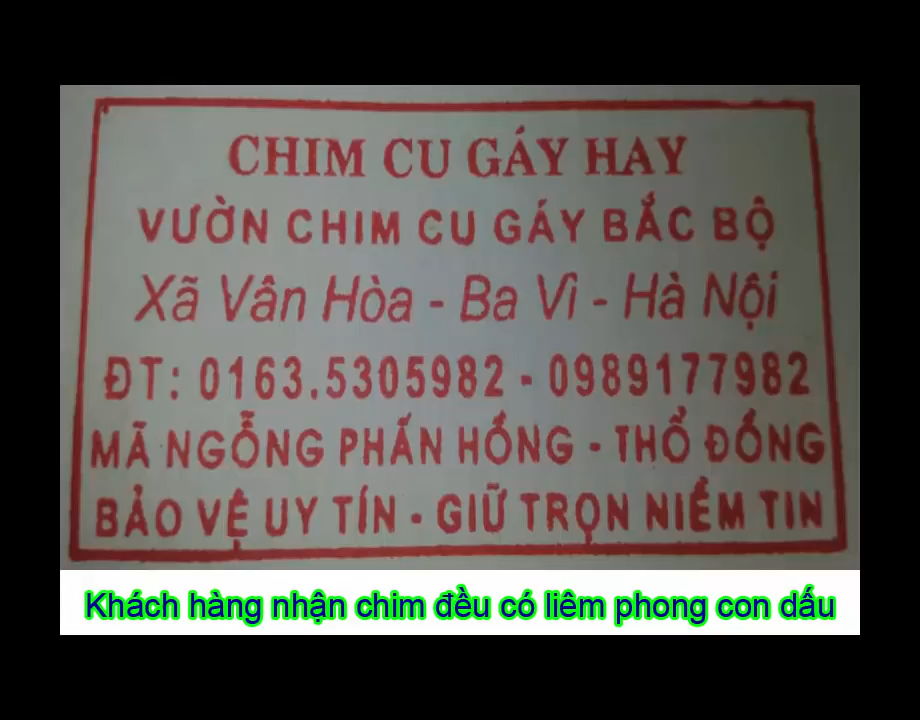 CHIM CU GÁY HAY
VƯỜN CHIM CU GÁY BẮC BỘ
Xã Vân Hòa - Ba Vì - Hà Nội
ĐT: 0163.5305982 - 0989177982
MÃ NGỖNG PHẤN HỒNG - THỔ ĐỒNG
BẢO VỆ UY TÍN - GIỮ TRỌN NIỀM TIN
Khách hàng nhận chim đều có liêm phong con dấu